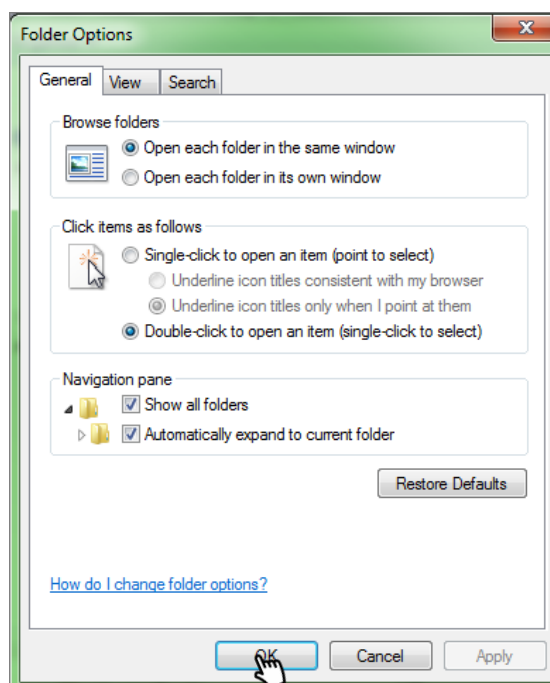 Folder Options
General View Search
Browse folders
Open each folder in the same window
Open each folder in its own window
Click items as follows
Single-click to open an item (point to select)
Underline icon titles consistent with my browser
Underline icon titles only when I point at them
Double-click to open an item (single-click to select)
Navigation pane
Show all folders
Automatically expand to current folder
Restore Defaults
How do I change folder options?
OK Cancel Apply